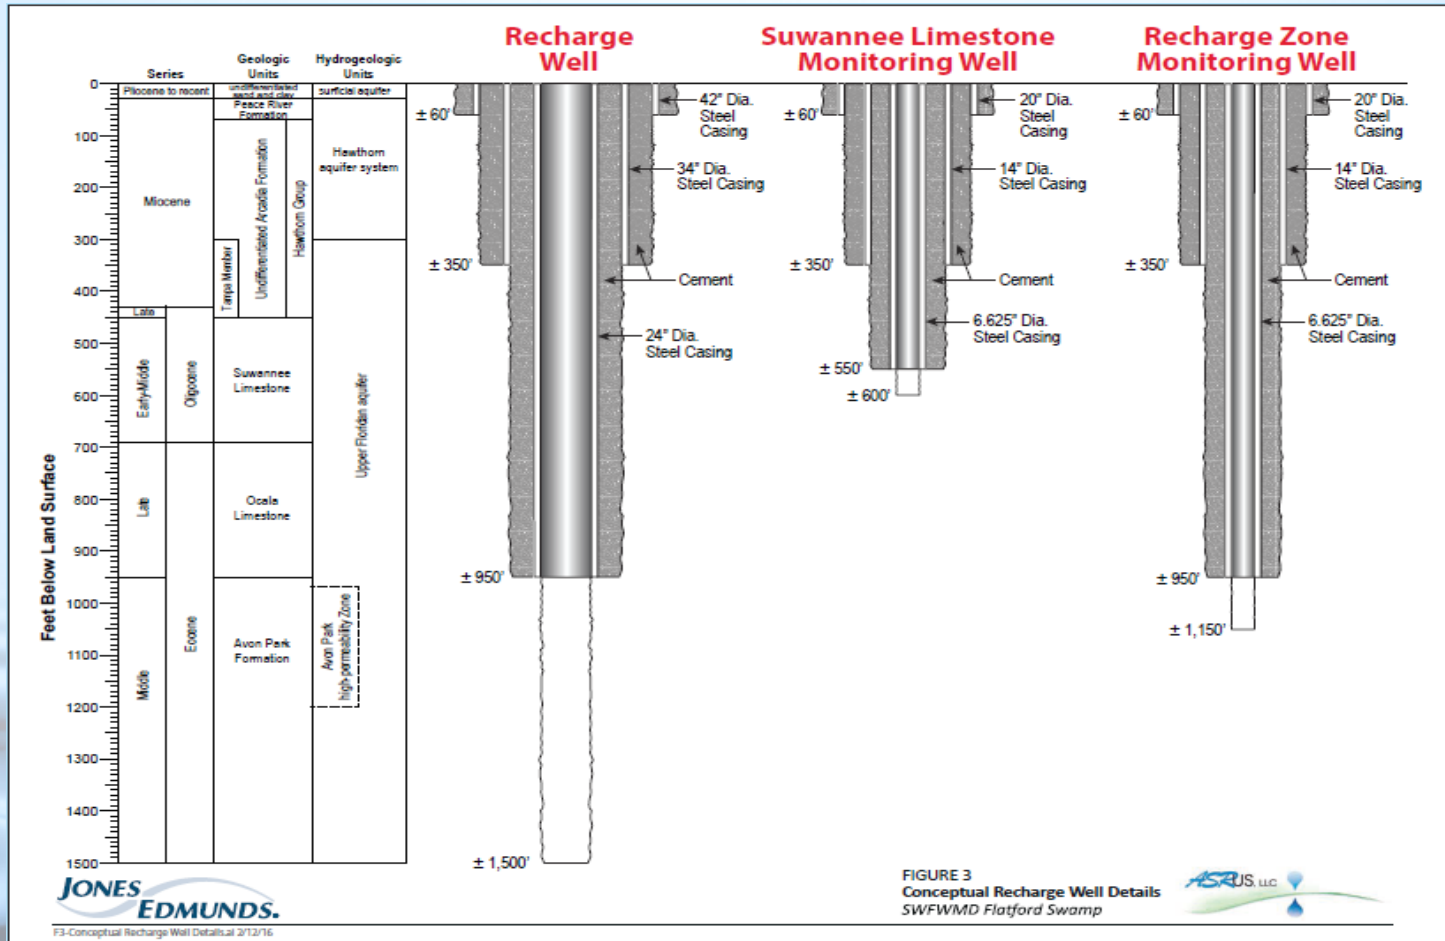 Recharge
Well
Suwannee Limestone
Monitoring Well
Recharge Zone
Monitoring Well
Series
Geologic
Units
Hydrogeologic
Units
Pliocene to recent
undifferentiated
sand and clay
surficial aquifer
Peace River
Formation
Hawthorn
aquifer system
Miocene
Undifferentiated Arcadia Formation
Hawthorn Group
Tampa Member
Late
Early-Middle
Oligocene
Suwannee
Limestone
Upper Floridan aquifer
Late
Ocala
Limestone
Middle
Eocene
Avon Park
Formation
Avon Park
high-permeability Zone
Feet Below Land Surface
0
100
200
300
400
500
600
700
800
900
1000
1100
1200
1300
1400
1500
± 60'
± 350'
± 950'
± 1,500'
42" Dia.
Steel
Casing
34" Dia.
Steel Casing
Cement
24" Dia.
Steel Casing
± 60'
± 350'
± 550'
± 600'
20" Dia.
Steel
Casing
14" Dia.
Steel Casing
Cement
6.625" Dia.
Steel Casing
± 60'
± 350'
± 950'
± 1,150'
20" Dia.
Steel
Casing
14" Dia.
Steel Casing
Cement
6.625" Dia.
Steel Casing
JONES
EDMUNDS.
FIGURE 3
Conceptual Recharge Well Details
SWFWMD Flatford Swamp
ASRUS, LLC
F3-Conceptual Recharge Well Details.ai 2/12/16